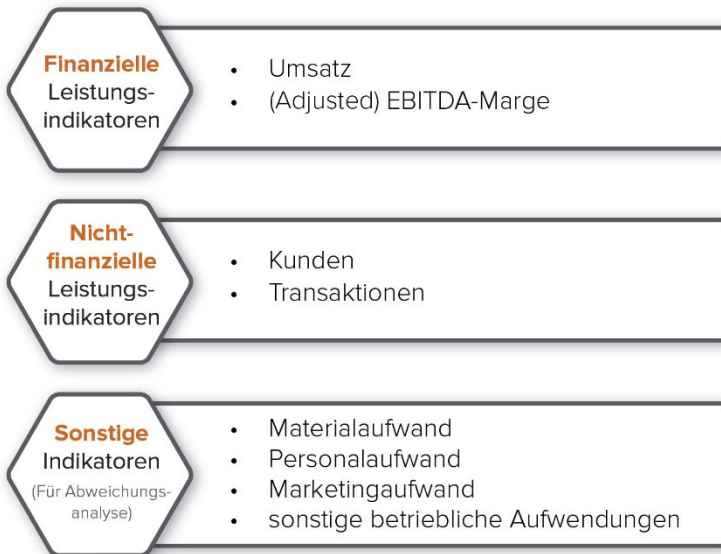 Finanzielle
Leistungs-
indikatoren
• Umsatz
• (Adjusted) EBITDA-Marge
Nicht-
finanzielle
Leistungs-
indikatoren
• Kunden
• Transaktionen
Sonstige
Indikatoren
(Für Abweichungs-
analyse)
• Materialaufwand
• Personalaufwand
• Marketingaufwand
• sonstige betriebliche Aufwendungen